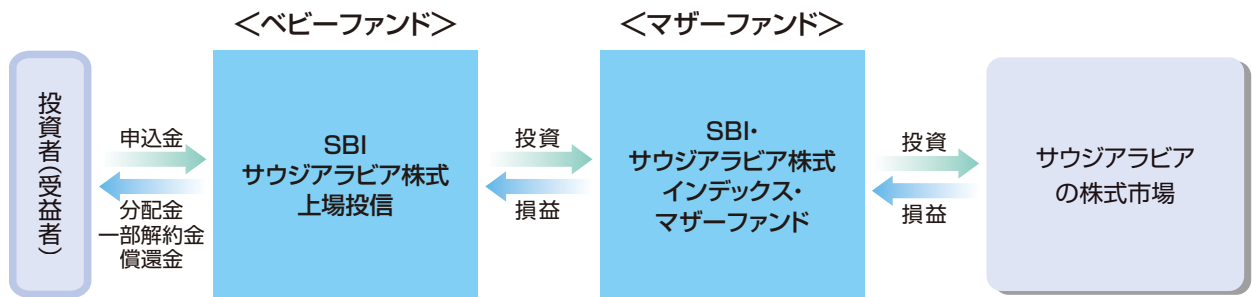 <ベビーファンド>
<マザーファンド>
投資者(受益者)
申込金
分配金
一部解約金
償還金
SBI
サウジアラビア株式
上場投信
投資
損益
SBI・
サウジアラビア株式
インデックス・
マザーファンド
投資
損益
サウジアラビア
の株式市場